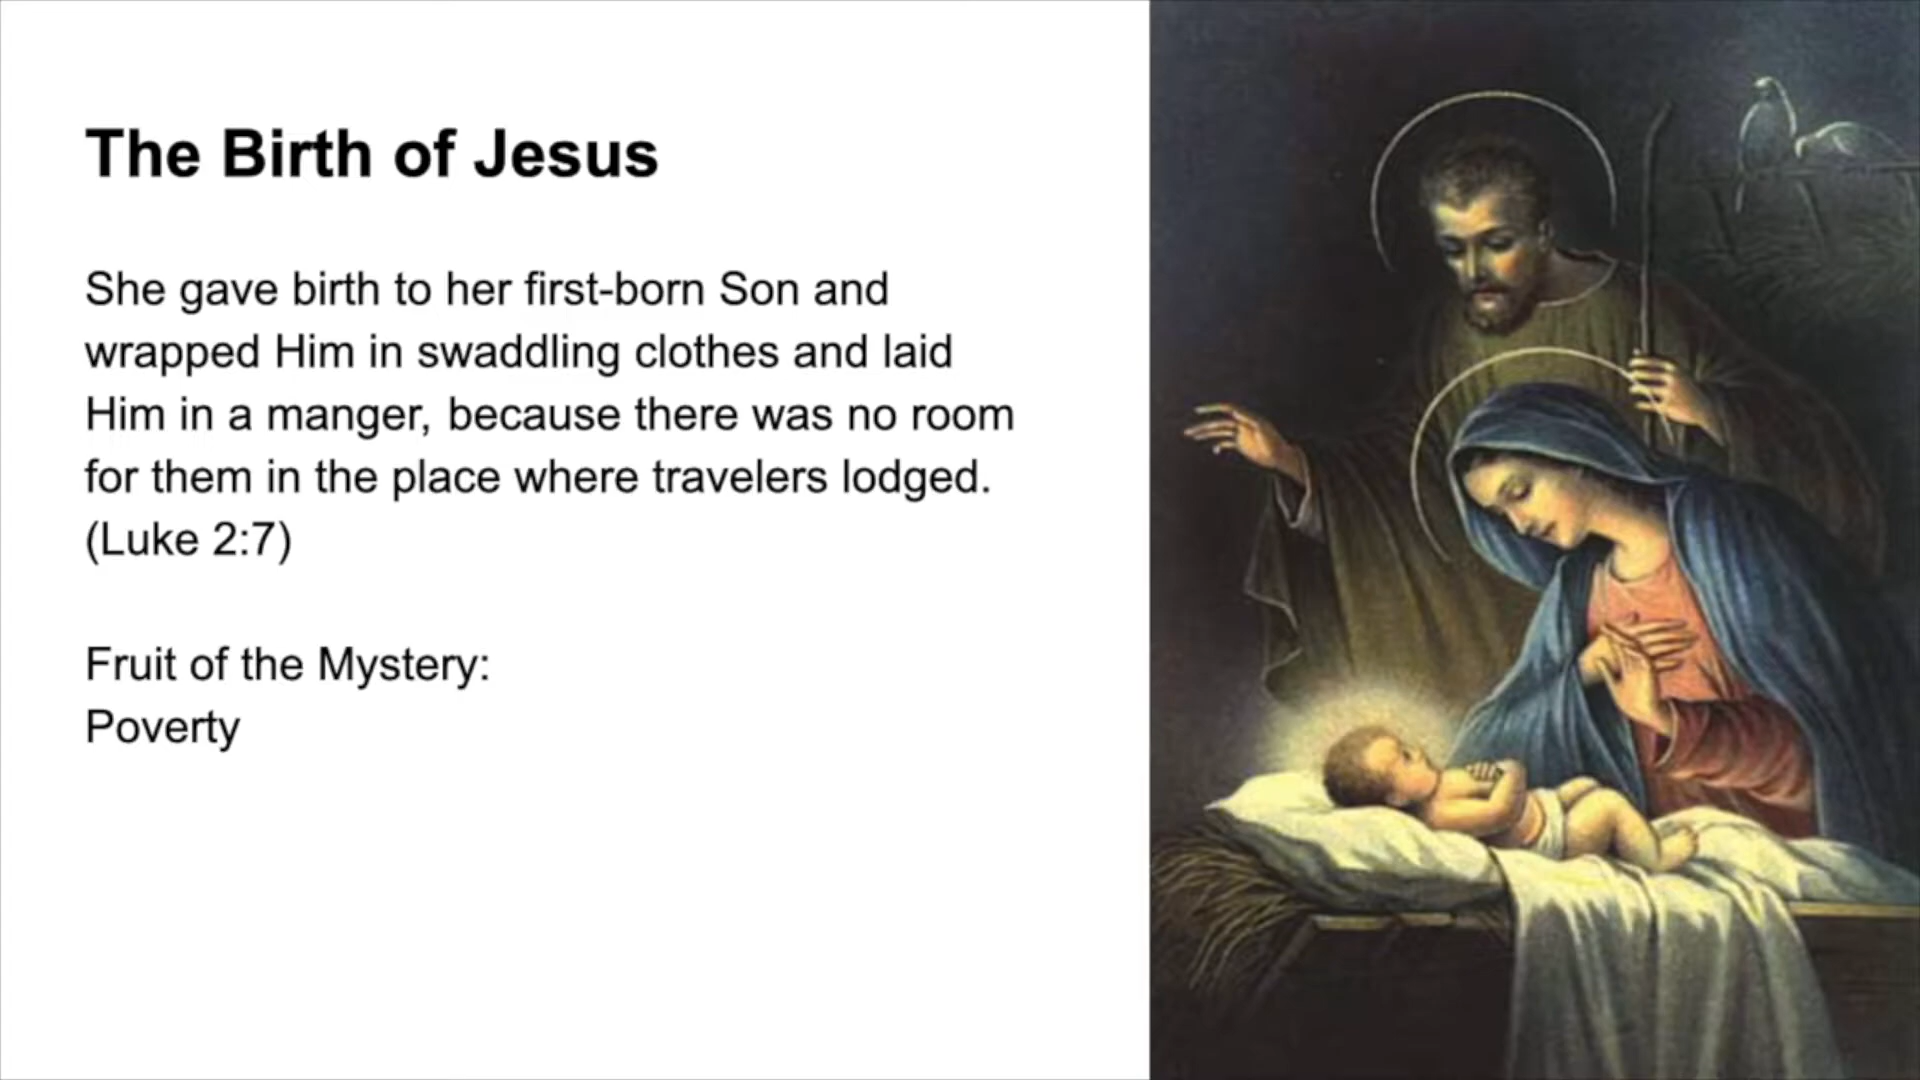 The Birth of Jesus
She gave birth to her first-born Son and
wrapped Him in swaddling clothes and laid
Him in a manger, because there was no room
for them in the place where travelers lodged.
(Luke 2:7)
Fruit of the Mystery:
Poverty